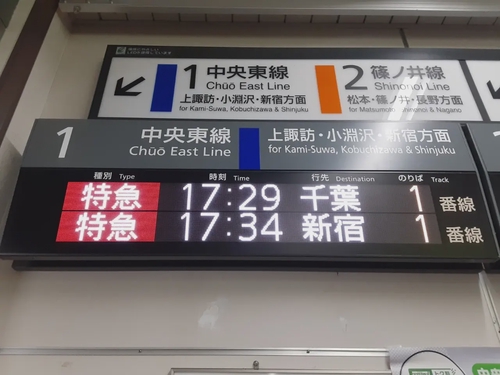 1 中央東線 2 篠ノ井線
Chūō East Line Shinonoi Line
上諏訪・小淵沢・新宿方面 松本・篠ノ井・長野方面
for Kami-Suwa, Kobuchizawa & Shinjuku for Matsumoto, Shinonoi & Nagano
1 中央東線 上諏訪・小淵沢・新宿方面
Chūō East Line for Kami-Suwa, Kobuchizawa & Shinjuku
種別 Type 時刻 Time 行先 Destination のりば Track
特急 17:29 千葉 1 番線
特急 17:34 新宿 1 番線